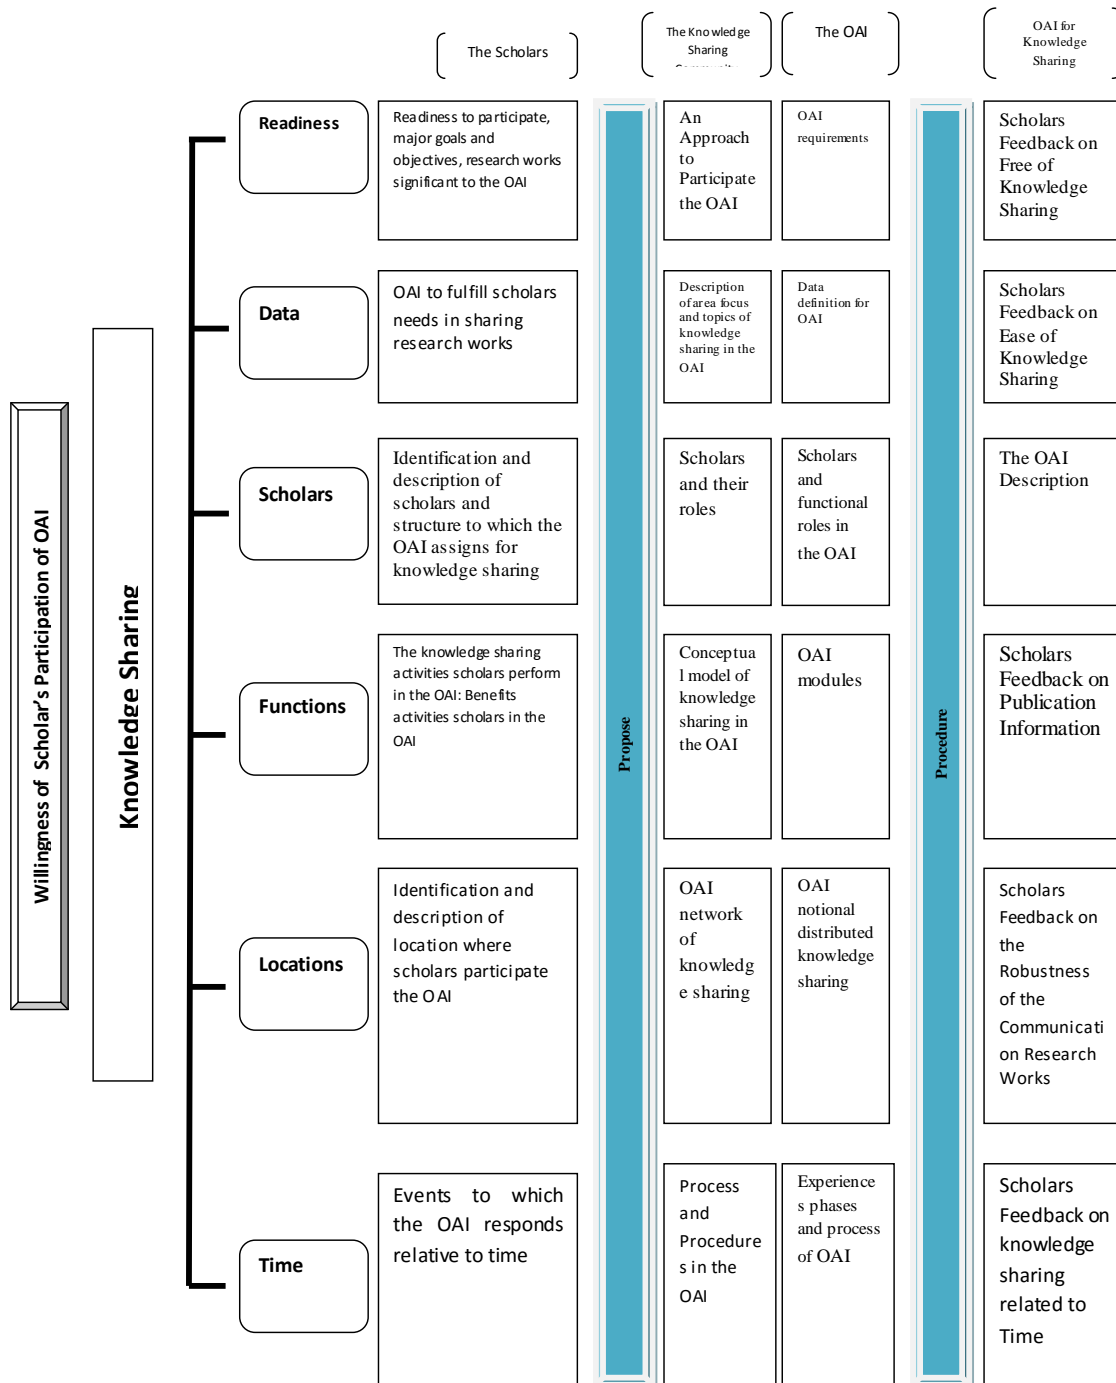 The Scholars
The Knowledge
Sharing
Community
The OAI
OAI for
Knowledge
Sharing
Willingness of Scholar's Participation of OAI
Knowledge Sharing
Propose
Procedure
Readiness
Readiness to participate,
major goals and
objectives, research works
significant to the OAI
An
Approach
to
Participate
the OAI
OAI
requirements
Scholars
Feedback on
Free of
Knowledge
Sharing
Data
OAI to fulfill scholars
needs in sharing
research works
Description
of area focus
and topics of
knowledge
sharing in the
OAI
Data
definition for
OAI
Scholars
Feedback on
Ease of
Knowledge
Sharing
Scholars
Identification and
description of
scholars and
structure to which the
OAI assigns for
knowledge sharing
Scholars
and their
roles
Scholars
and
functional
roles in
the OAI
The OAI
Description
Functions
The knowledge sharing
activities scholars perform
in the OAI: Benefits
activities scholars in the
OAI
Conceptua
l model of
knowledge
sharing in
the OAI
OAI
modules
Scholars
Feedback on
Publication
Information
Locations
Identification and
description of
location where
scholars participate
the OAI
OAI
network
of
knowledg
e sharing
OAI
notional
distributed
knowledge
sharing
Scholars
Feedback on
the
Robustness
of the
Communicati
on Research
Works
Time
Events to which
the OAI responds
relative to time
Process
and
Procedure
s in the
OAI
Experience
s phases
and process
of OAI
Scholars
Feedback on
knowledge
sharing
related to
Time